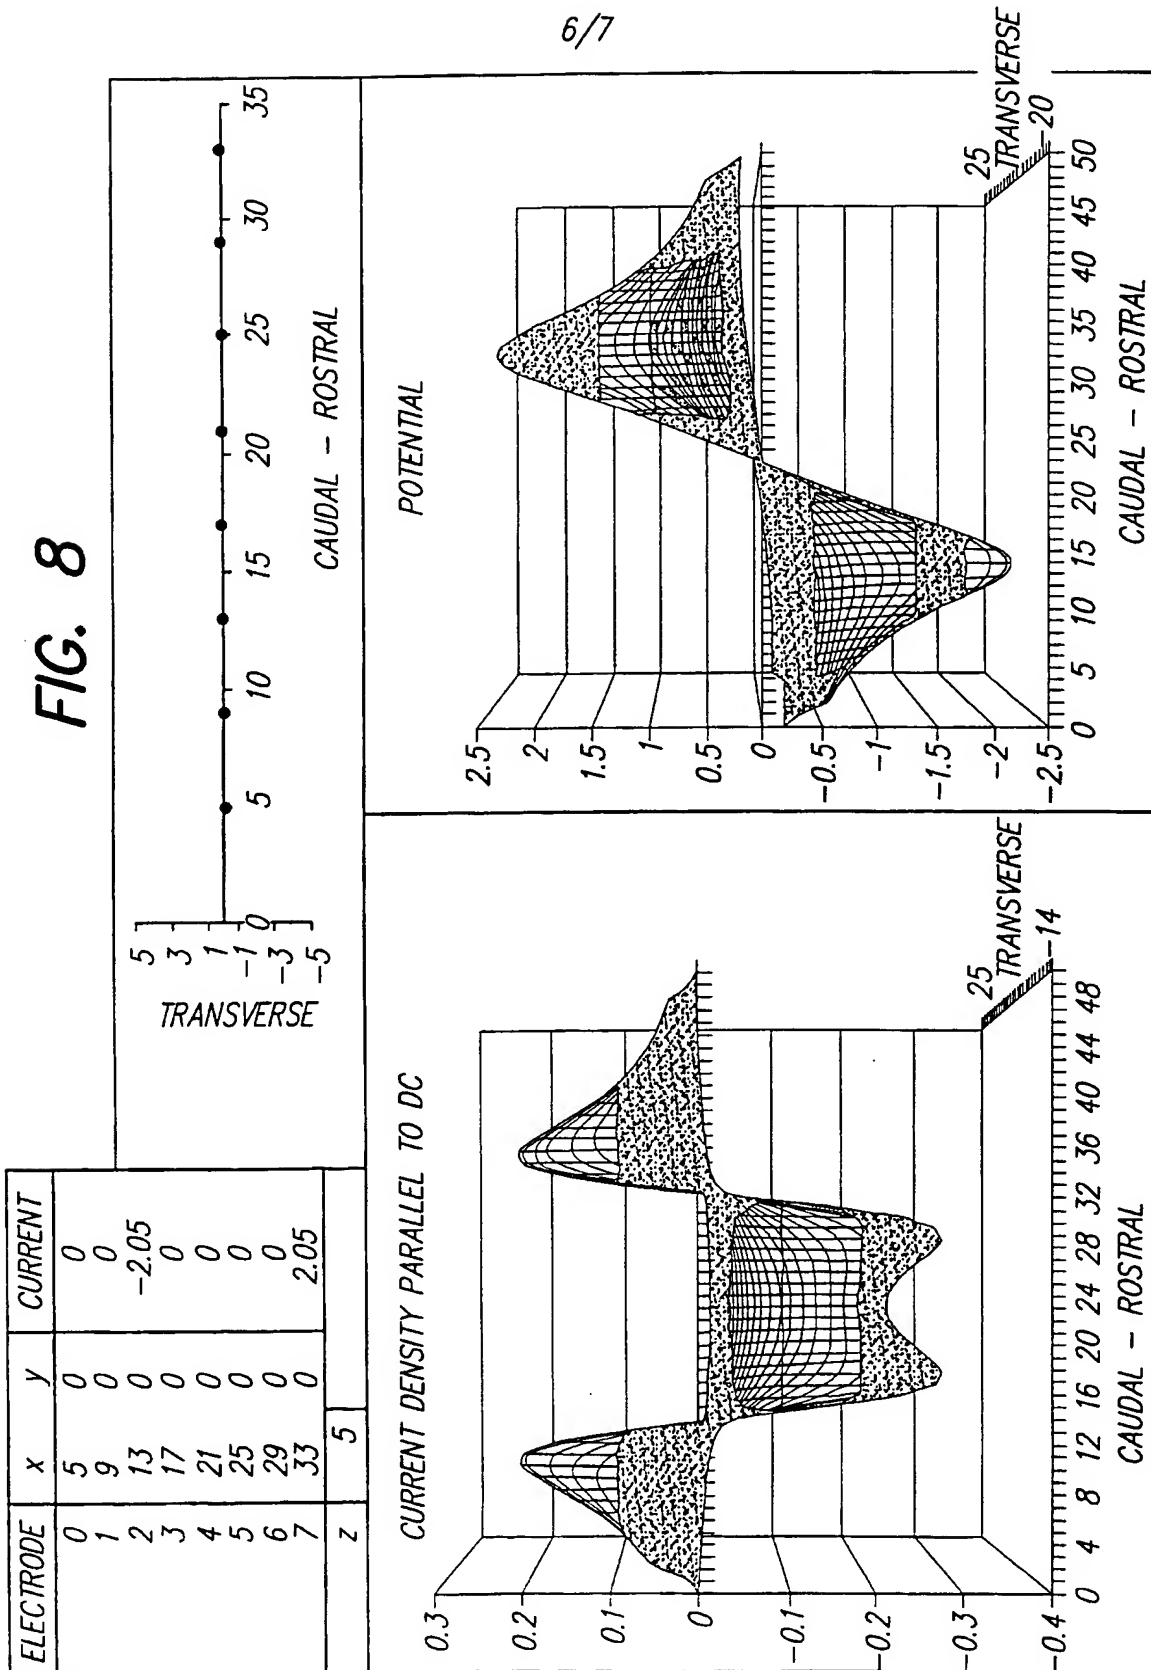 6/7
FIG. 8
ELECTRODE x y CURRENT
0 5 0 0
1 9 0 0
2 13 0 -2.05
3 17 0 0
4 21 0 0
5 25 0 0
6 29 0 0
7 33 0 2.05
z 5
TRANSVERSE
5
3
1
-1
-3
-5
0 5 10 15 20 25 30 35
CAUDAL - ROSTRAL
CURRENT DENSITY PARALLEL TO DC
0.3
0.2
0.1
0
-0.1
-0.2
-0.3
-0.4
0 4 8 12 16 20 24 28 32 36 40 44 48
CAUDAL - ROSTRAL
25
TRANSVERSE
-14
POTENTIAL
2.5
2
1.5
1
0.5
0
-0.5
-1
-1.5
-2
-2.5
0 5 10 15 20 25 30 35 40 45 50
CAUDAL - ROSTRAL
25
TRANSVERSE
-20